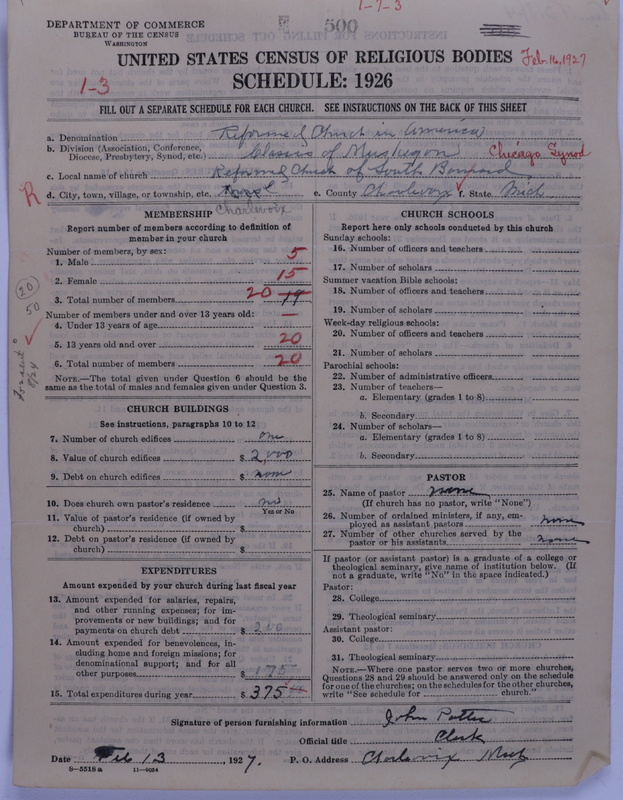 1-7-3
DEPARTMENT OF COMMERCE
BUREAU OF THE CENSUS
WASHINGTON
500
UNITED STATES CENSUS OF RELIGIOUS BODIES
Feb. 16, 1927
SCHEDULE: 1926
1-3
FILL OUT A SEPARATE SCHEDULE FOR EACH CHURCH. SEE INSTRUCTIONS ON THE BACK OF THIS SHEET
a. Denomination Reformed Church in America
b. Division (Association, Conference, Diocese, Presbytery, Synod, etc.) Classis of Muskegon Chicago Synod
c. Local name of church Reformed Church of South
R
d. City, town, village, or township, etc. e. County Charlevoix f. State Mich
Charlevoix
MEMBERSHIP
Report number of members according to definition of member in your church
Number of members, by sex:
1. Male 5
2. Female 15
3. Total number of members 20 19
Number of members under and over 13 years old:
4. Under 13 years of age —
5. 13 years old and over 20
6. Total number of members 20
NOTE.—The total given under Question 6 should be the same as the total of males and females given under Question 3.
20
50
CHURCH BUILDINGS
See instructions, paragraphs 10 to 12
7. Number of church edifices one
8. Value of church edifices $ 2000
9. Debt on church edifices $ none
10. Does church own pastor's residence no
Yes or No
11. Value of pastor's residence (if owned by church) $
12. Debt on pastor's residence (if owned by church) $
EXPENDITURES
Amount expended by your church during last fiscal year
13. Amount expended for salaries, repairs, and other running expenses; for improvements or new buildings; and for payments on church debt $ 200
14. Amount expended for benevolences, including home and foreign missions; for denominational support; and for all other purposes $ 175
15. Total expenditures during year $ 375
CHURCH SCHOOLS
Report here only schools conducted by this church
Sunday schools:
16. Number of officers and teachers
17. Number of scholars
Summer vacation Bible schools:
18. Number of officers and teachers
19. Number of scholars
Week-day religious schools:
20. Number of officers and teachers
21. Number of scholars
Parochial schools:
22. Number of administrative officers
23. Number of teachers—
a. Elementary (grades 1 to 8)
b. Secondary
24. Number of scholars—
a. Elementary (grades 1 to 8)
b. Secondary
PASTOR
25. Name of pastor none
(If church has no pastor, write "None")
26. Number of ordained ministers, if any, employed as assistant pastors none
27. Number of other churches served by the pastor or his assistants none
If pastor (or assistant pastor) is a graduate of a college or theological seminary, give name of institution below. (If not a graduate, write "No" in the space indicated.)
Pastor:
28. College
29. Theological seminary
Assistant pastor:
30. College
31. Theological seminary
NOTE.—Where one pastor serves two or more churches, Questions 28 and 29 should be answered only on the schedule for one of the churches; on the schedules for the other churches, write "See schedule for church."
Signature of person furnishing information John Potter
Official title Clerk
Date Feb 13, 1927. P. O. Address Charlevoix Mich
8-5518 a 11-9034